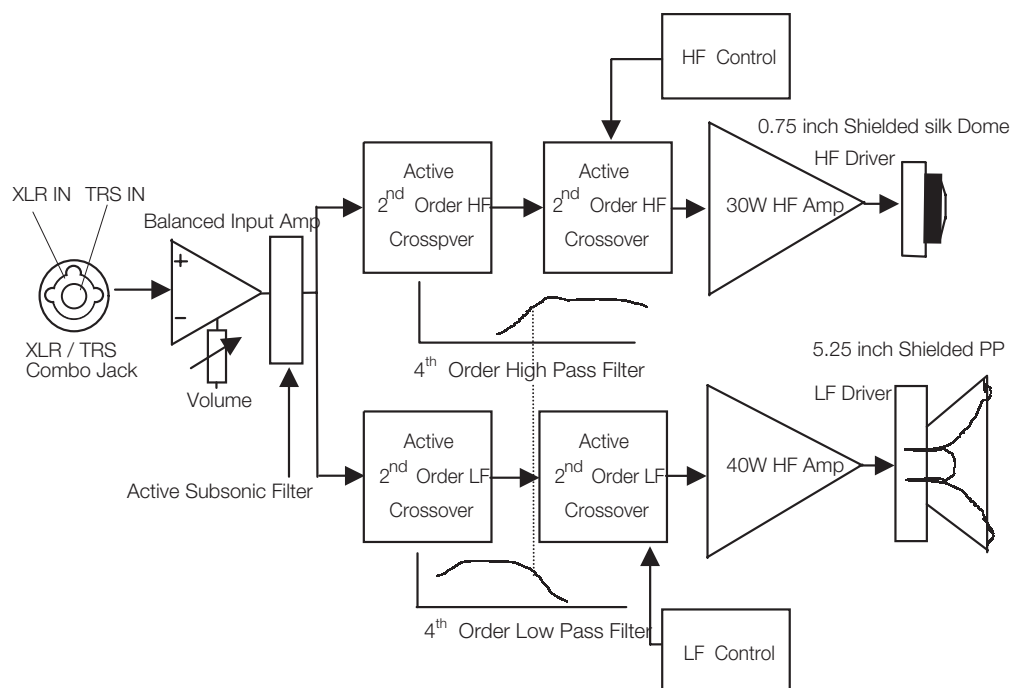 HF Control
0.75 inch Shielded silk Dome
HF Driver
XLR IN
TRS IN
Balanced Input Amp
+
−
XLR / TRS
Combo Jack
Volume
Active Subsonic Filter
Active
2nd Order HF
Crosspver
Active
2nd Order HF
Crossover
30W HF Amp
4th Order High Pass Filter
5.25 inch Shielded PP
LF Driver
Active
2nd Order LF
Crossover
Active
2nd Order LF
Crossover
40W HF Amp
4th Order Low Pass Filter
LF Control